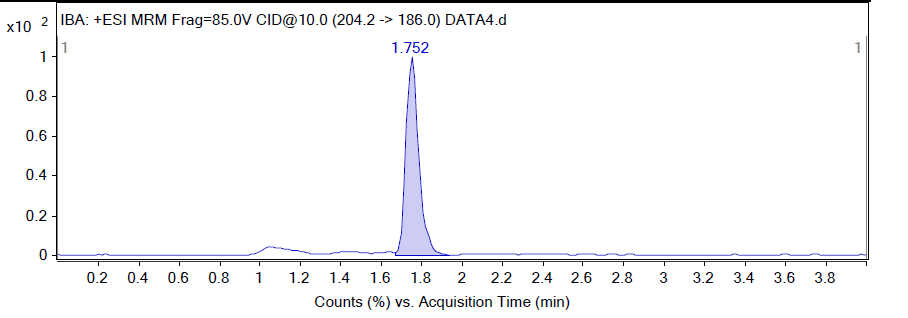 IBA: +ESI MRM Frag=85.0V CID@10.0 (204.2 -> 186.0) DATA4.d
x10 2
1 1.752 1
1
0.8
0.6
0.4
0.2
0
0.2 0.4 0.6 0.8 1 1.2 1.4 1.6 1.8 2 2.2 2.4 2.6 2.8 3 3.2 3.4 3.6 3.8
Counts (%) vs. Acquisition Time (min)